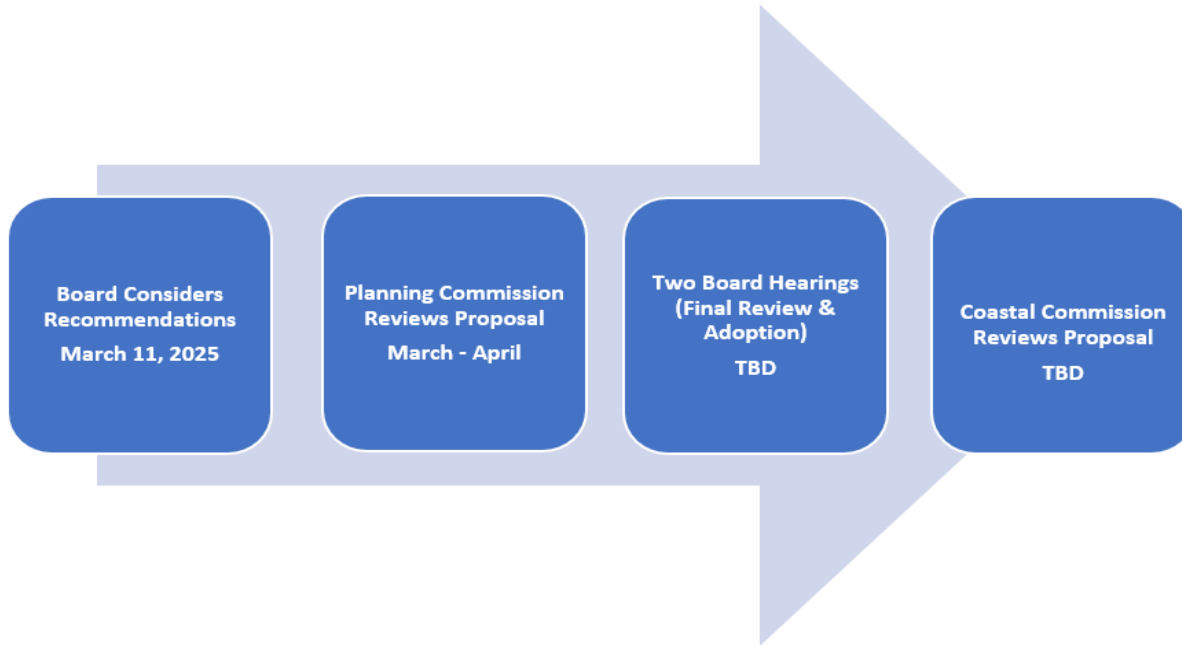 Board Considers
Recommendations
March 11, 2025
Planning Commission
Reviews Proposal
March - April
Two Board Hearings
(Final Review &
Adoption)
TBD
Coastal Commission
Reviews Proposal
TBD